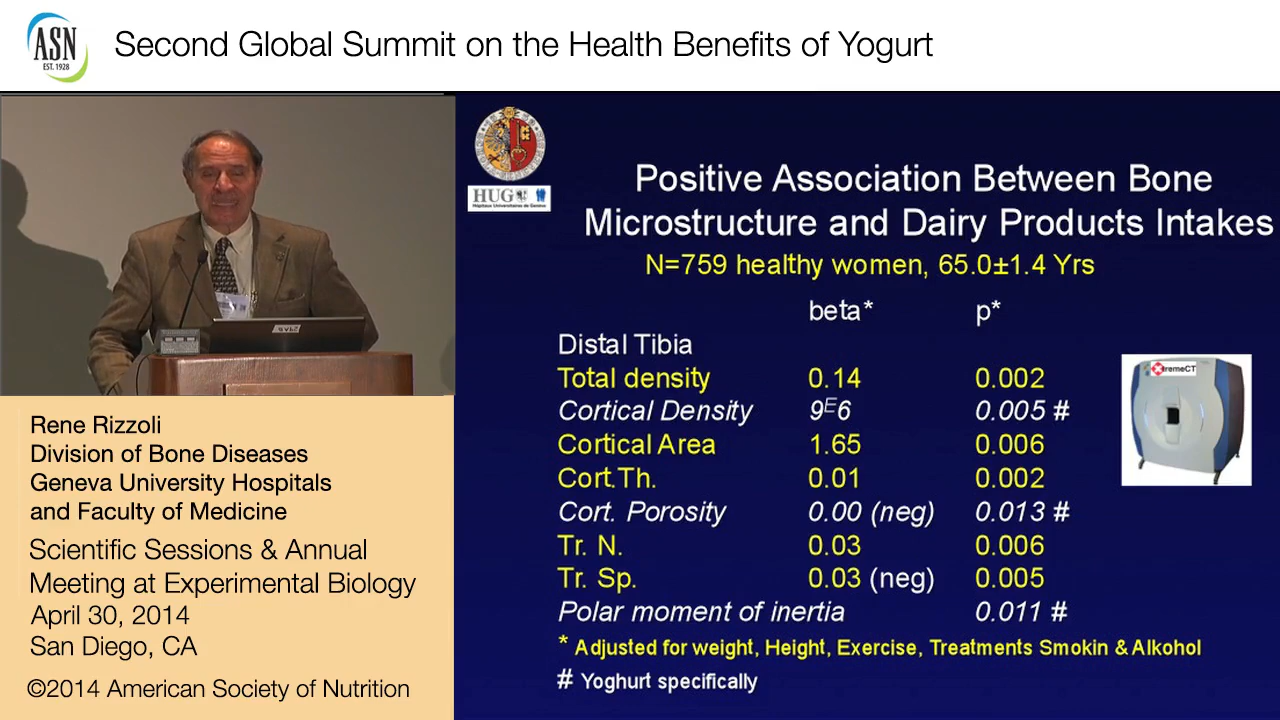 ASN
EST. 1928
Second Global Summit on the Health Benefits of Yogurt
HUG
Hôpitaux Universitaires de Genève
Positive Association Between Bone
Microstructure and Dairy Products Intakes
N=759 healthy women, 65.0±1.4 Yrs
beta* p*
Distal Tibia
Total density 0.14 0.002
Cortical Density 9E6 0.005 #
Cortical Area 1.65 0.006
Cort.Th. 0.01 0.002
Cort. Porosity 0.00 (neg) 0.013 #
Tr. N. 0.03 0.006
Tr. Sp. 0.03 (neg) 0.005
Polar moment of inertia 0.011 #
* Adjusted for weight, Height, Exercise, Treatments Smokin & Alkohol
# Yoghurt specifically
XtremeCT
Rene Rizzoli
Division of Bone Diseases
Geneva University Hospitals
and Faculty of Medicine
Scientific Sessions & Annual
Meeting at Experimental Biology
April 30, 2014
San Diego, CA
©2014 American Society of Nutrition